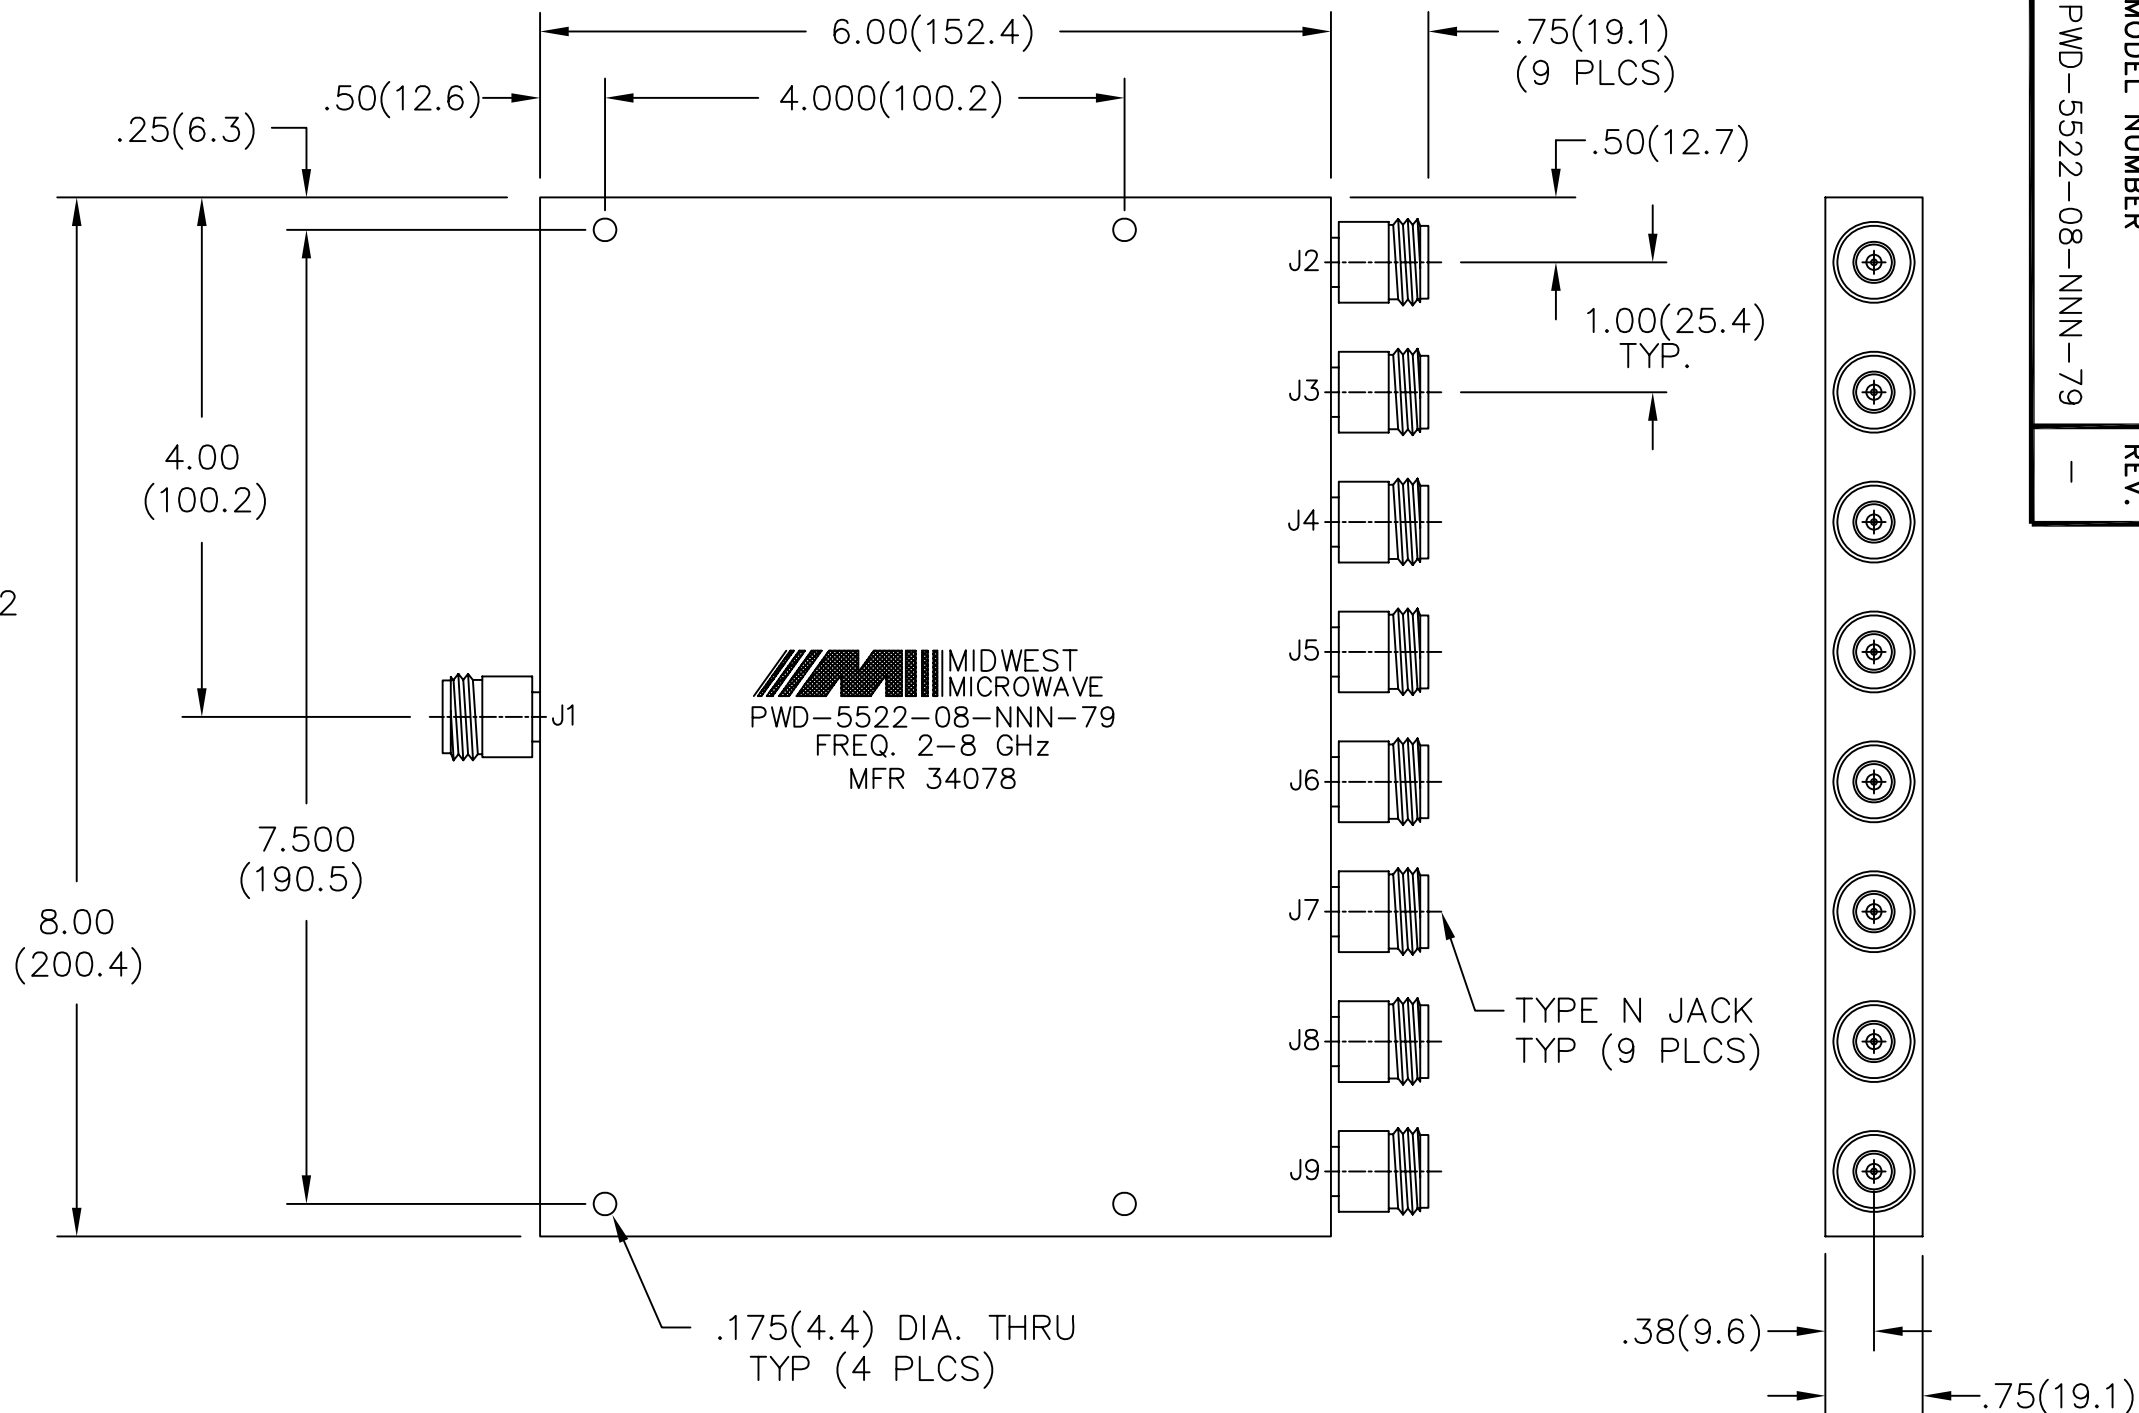 6.00(152.4)
.75(19.1)
(9 PLCS)
.50(12.6)
4.000(100.2)
.25(6.3)
.50(12.7)
J2
1.00(25.4)
TYP.
J3
4.00
(100.2)
J4
2
J5
MIDWEST
MICROWAVE
J1
PWD-5522-08-NNN-79
FREQ. 2-8 GHz
MFR 34078
J6
7.500
(190.5)
8.00
(200.4)
J7
TYPE N JACK
TYP (9 PLCS)
J8
J9
.175(4.4) DIA. THRU
TYP (4 PLCS)
.38(9.6)
.75(19.1)
MODEL NUMBER
REV.
PWD-5522-08-NNN-79
-